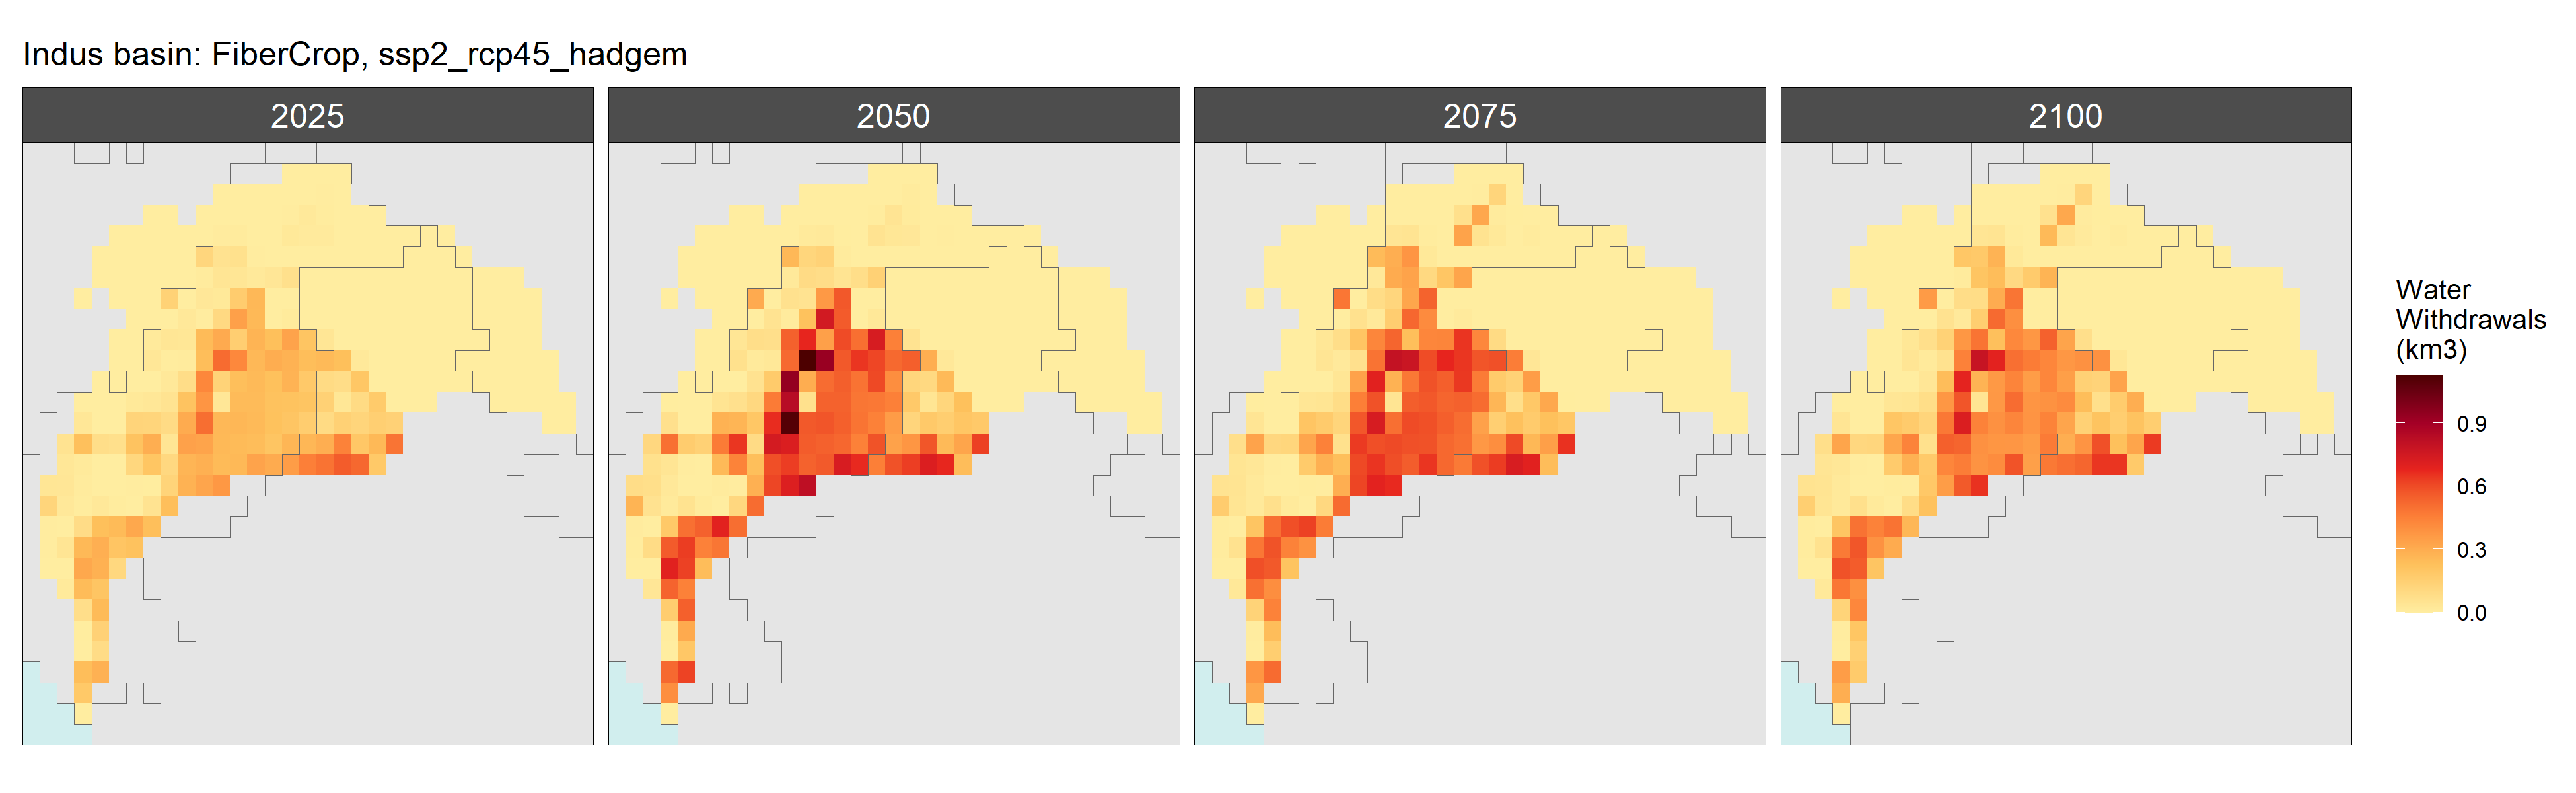 Indus basin: FiberCrop, ssp2_rcp45_hadgem
2025
2050
2075
2100
Water
Withdrawals
(km3)
0.9
0.6
0.3
0.0